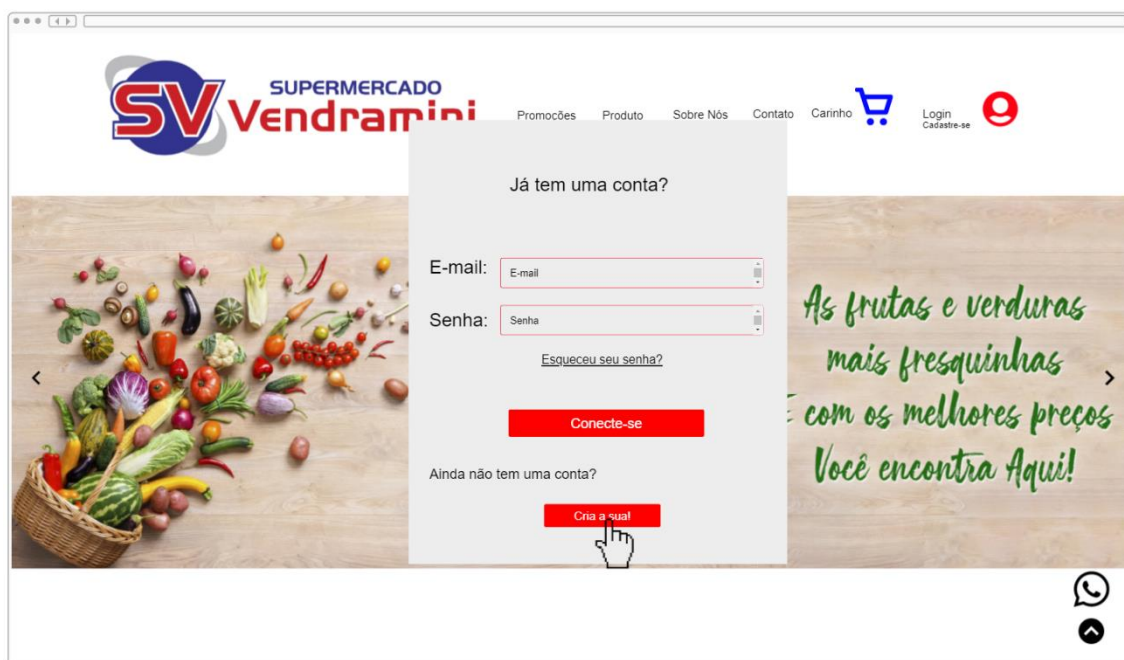 SV
SUPERMERCADO
Vendramini
Promocões Produto Sobre Nós Contato Carinho Login
Cadastre-se
Já tem uma conta?
E-mail: E-mail
Senha: Senha
Esqueceu seu senha?
Conecte-se
Ainda não tem uma conta?
Cria a sua!
As frutas e verduras
mais fresquinhas
E com os melhores preços
Você encontra Aqui!